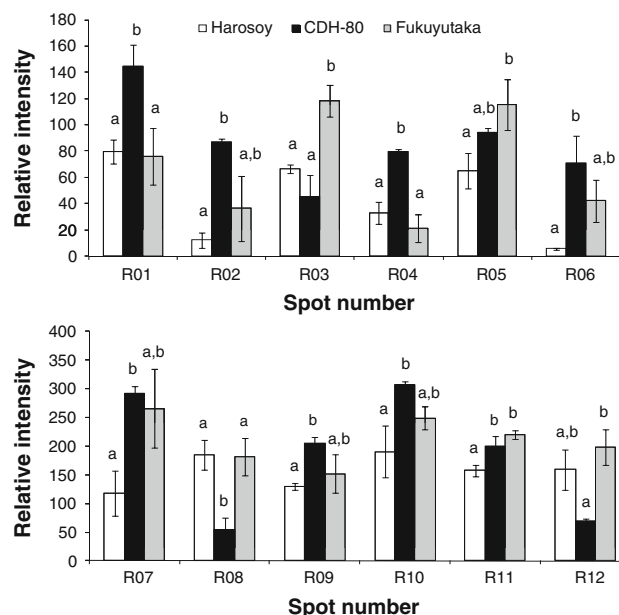 Relative intensity
180
160
140
120
100
80
60
40
20
0
20
Harosoy CDH-80 Fukuyutaka
a b a
a b a,b
a a b
a b a
a a,b b
a b a,b
R01 R02 R03 R04 R05 R06
Spot number
Relative intensity
400
350
300
250
200
150
100
50
0
a b a,b
a b a
a b a,b
a b a,b
a b b
a,b a b
R07 R08 R09 R10 R11 R12
Spot number